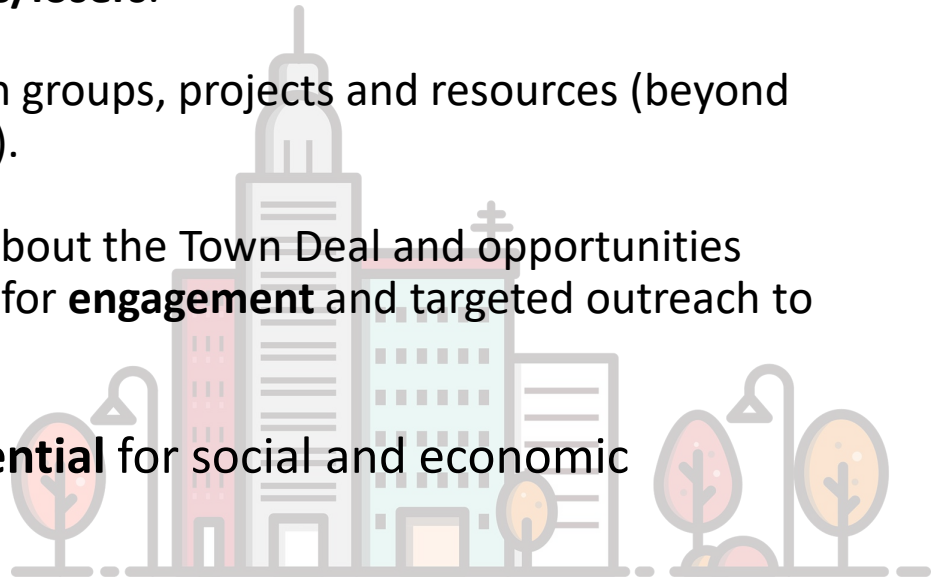 groups, projects and resources (beyond
).
bout the Town Deal and opportunities
for engagement and targeted outreach to
ential for social and economic